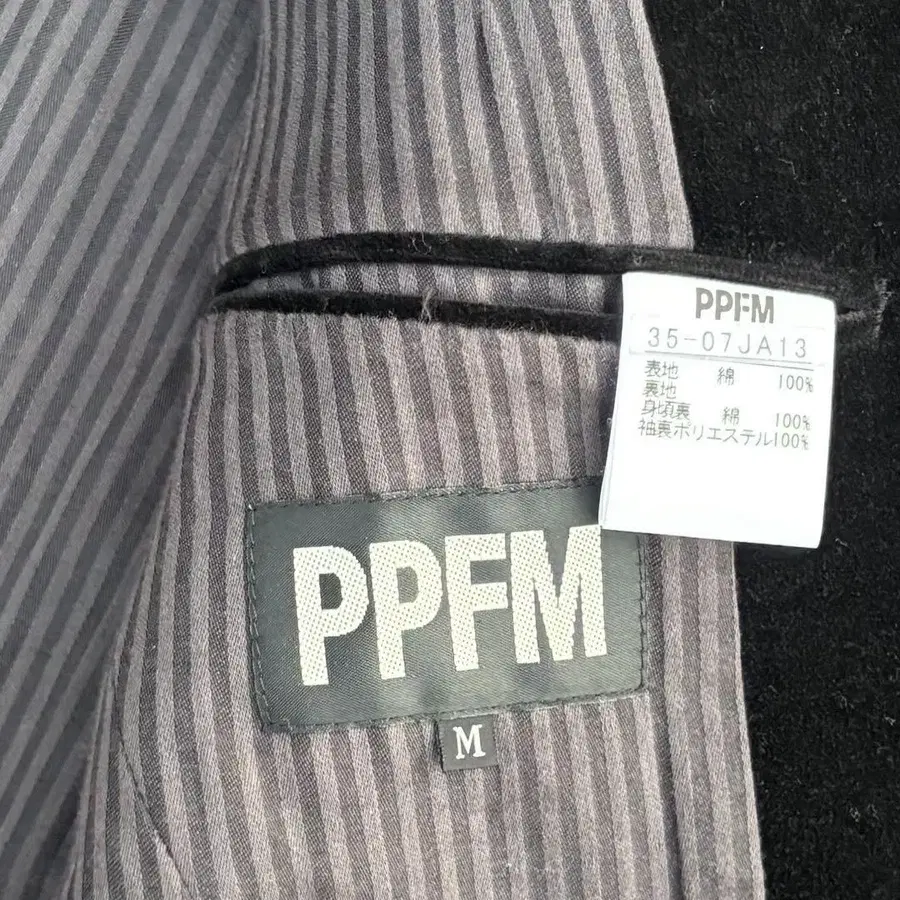 PPFM
35-07JA13
表地 綿 100%
裏地
身頃裏 綿 100%
袖裏ポリエステル100%
PPFM
M